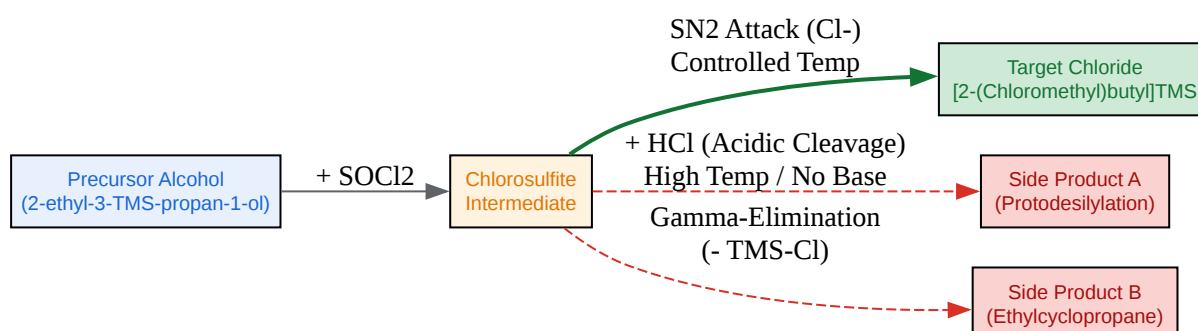 SN2 Attack (Cl-)
Controlled Temp
Target Chloride
[2-(Chloromethyl)butyl]TMS
Precursor Alcohol
(2-ethyl-3-TMS-propan-1-ol)
+ SOCl2
Chlorosulfite
Intermediate
+ HCl (Acidic Cleavage)
High Temp / No Base
Side Product A
(Protodesilylation)
Gamma-Elimination
(- TMS-Cl)
Side Product B
(Ethylcyclopropane)